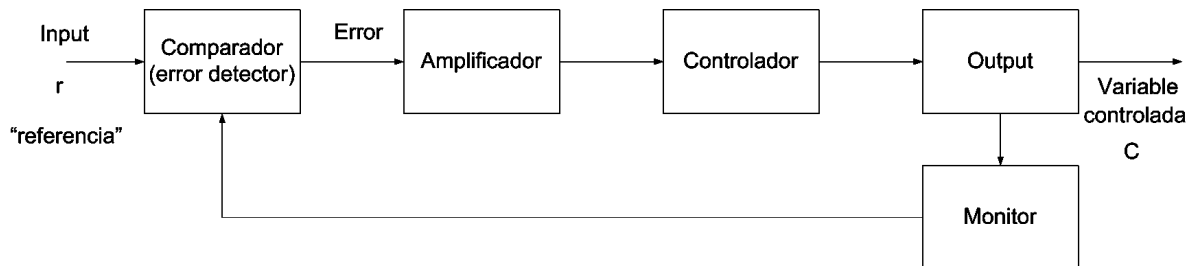 Input
r
“referencia”
Comparador
(error detector)
Error
Amplificador
Controlador
Output
Variable
controlada
C
Monitor